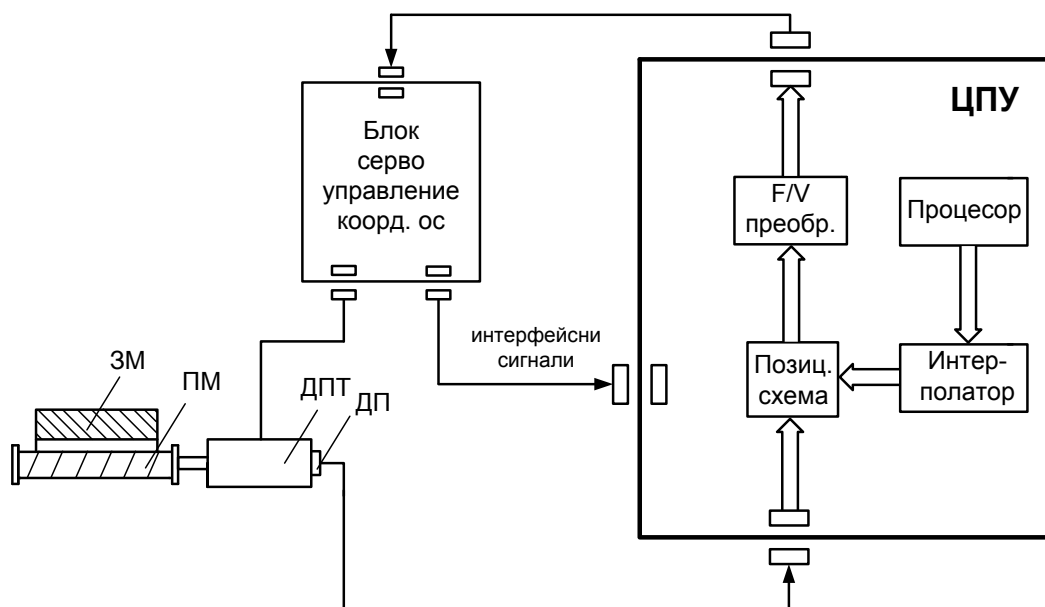 Блок
серво
управление
коорд. ос
ЦПУ
F/V
преобр.
Процесор
интерфейсни
сигнали
Позиц.
схема
Интер-
полатор
ЗМ
ПМ
ДПТ
ДП